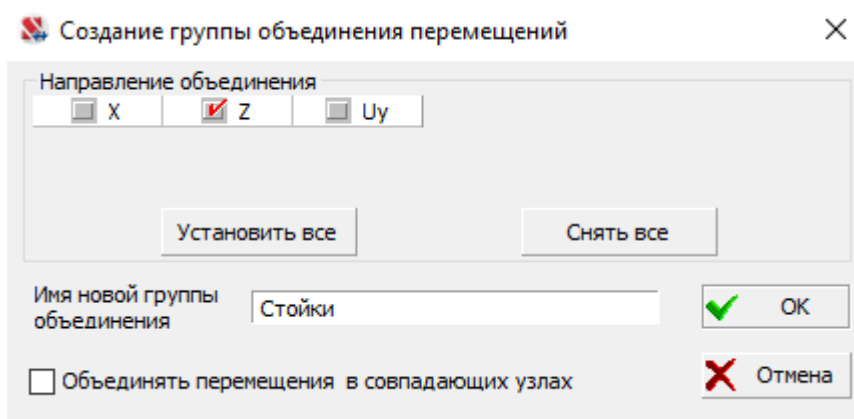 Создание группы объединения перемещений
Направление объединения
X Z Uy
Установить все Снять все
Имя новой группы
объединения
Стойки
OK
Объединять перемещения в совпадающих узлах
Отмена